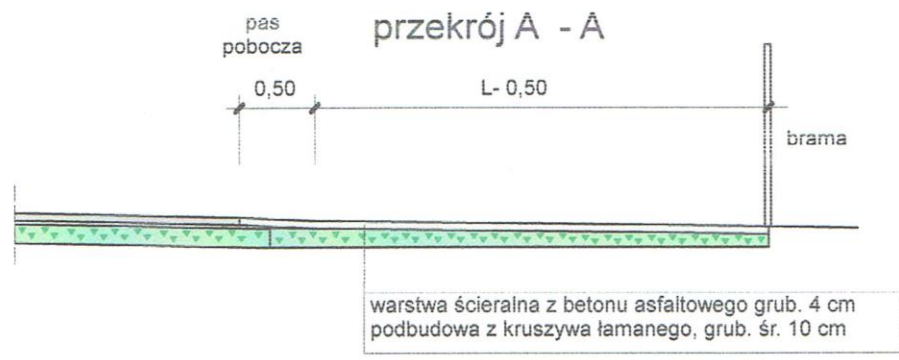 przekrój A - A
pas
pobocza
0,50
L- 0,50
brama
warstwa ścieralna z betonu asfaltowego grub. 4 cm
podbudowa z kruszywa łamanego, grub. śr. 10 cm